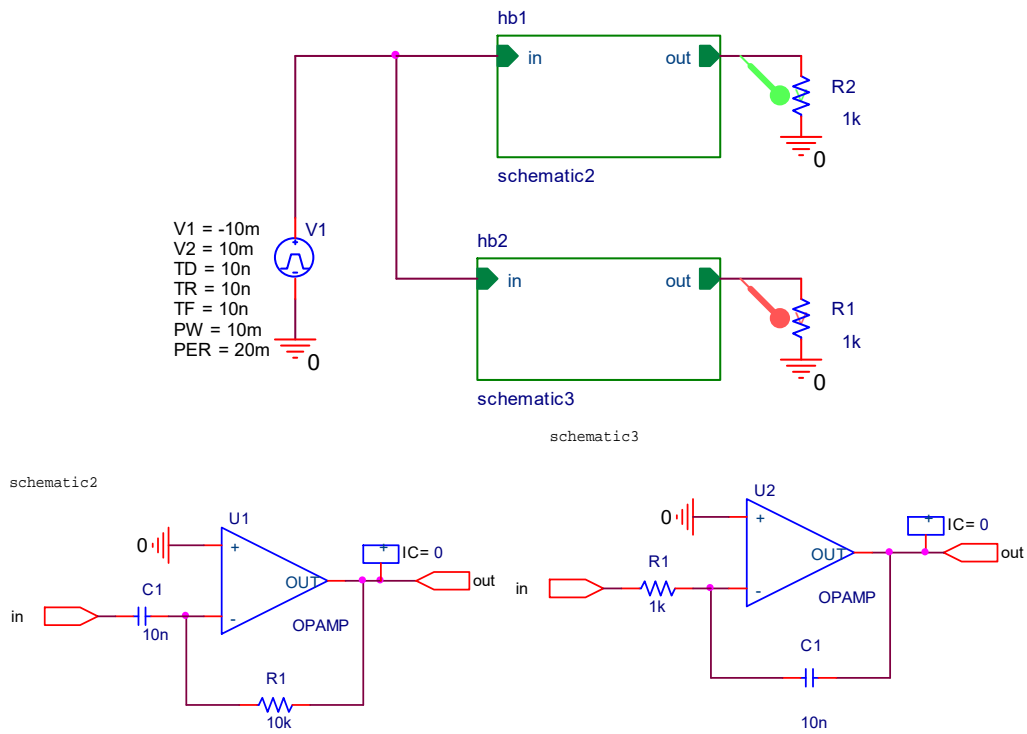 hb1
in
out
R2
1k
0
schematic2
V1 = -10m
V2 = 10m
TD = 10n
TR = 10n
TF = 10n
PW = 10m
PER = 20m
V1
0
hb2
in
out
R1
1k
0
schematic3
schematic3
schematic2
U1
0
+
OUT
-
IC= 0
out
in
C1
10n
OPAMP
R1
10k
U2
0
+
OUT
-
IC= 0
out
in
R1
1k
OPAMP
C1
10n